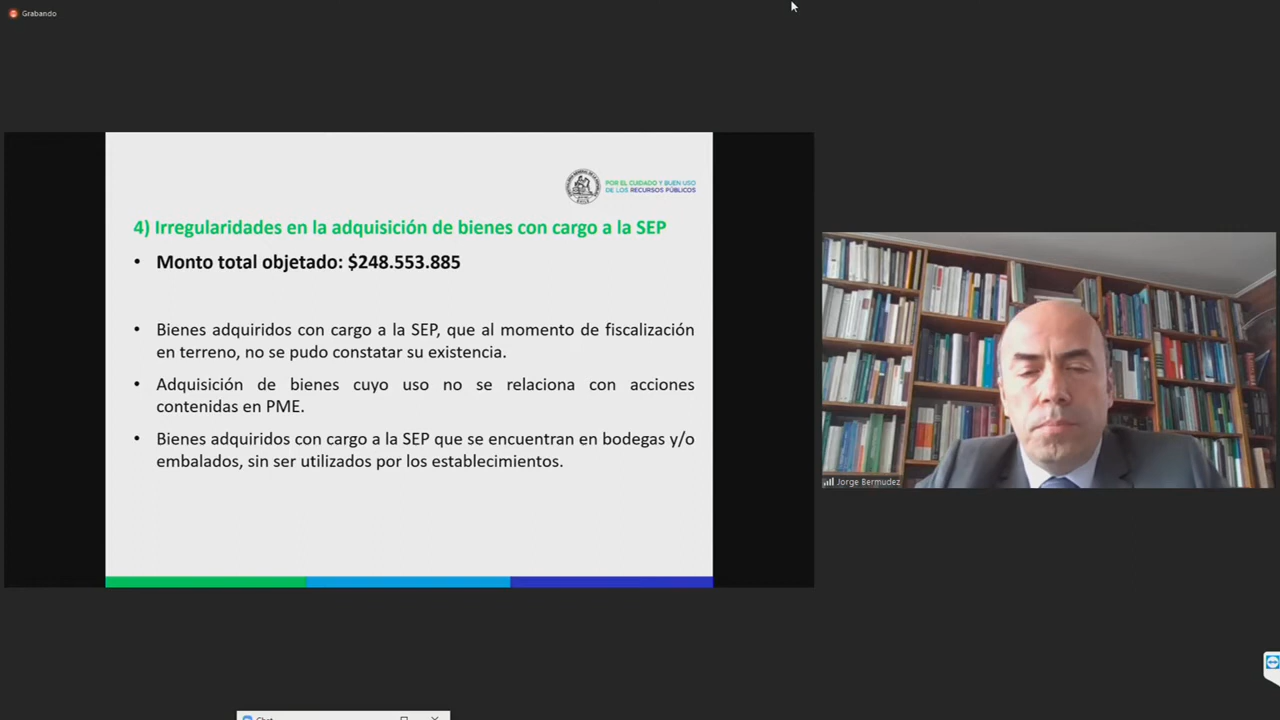 Grabando
POR EL CUIDADO Y BUEN USO
DE LOS RECURSOS PÚBLICOS
4) Irregularidades en la adquisición de bienes con cargo a la SEP
• Monto total objetado: $248.553.885
• Bienes adquiridos con cargo a la SEP, que al momento de fiscalización
en terreno, no se pudo constatar su existencia.
• Adquisición de bienes cuyo uso no se relaciona con acciones
contenidas en PME.
• Bienes adquiridos con cargo a la SEP que se encuentran en bodegas y/o
embalados, sin ser utilizados por los establecimientos.
Jorge Bermudez